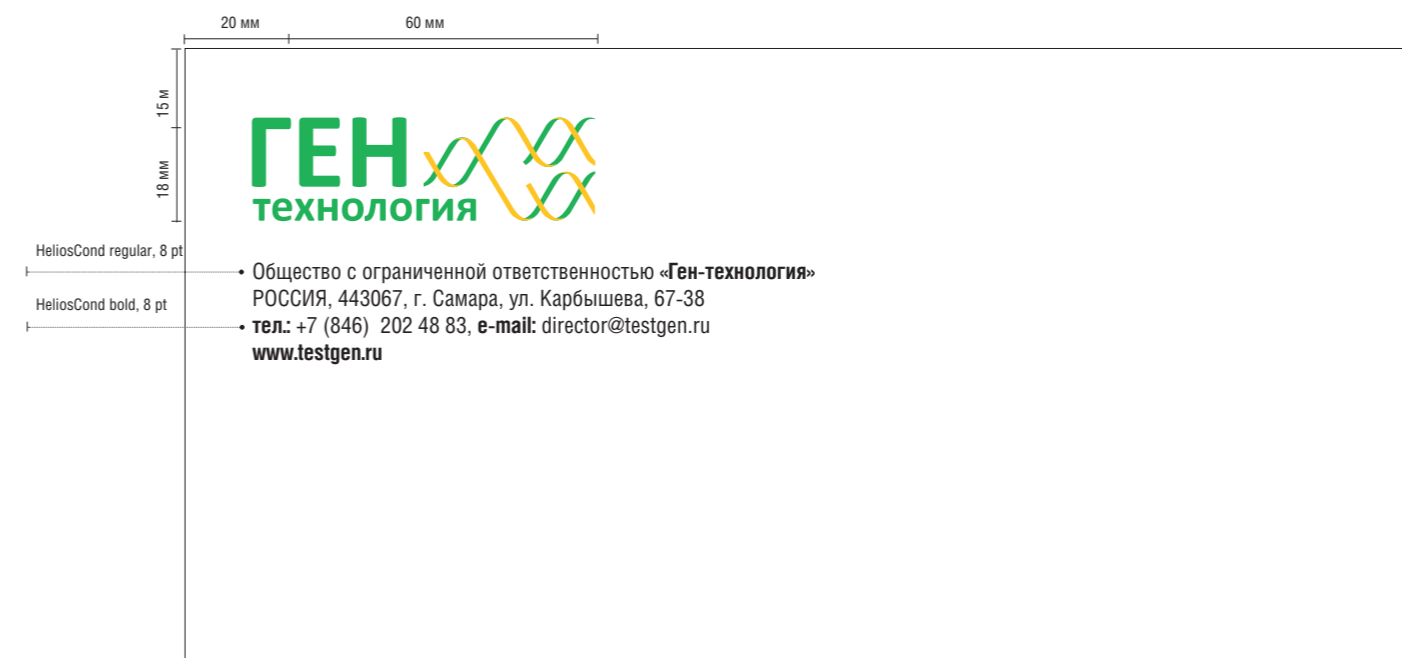 20 мм 60 мм
15 м
18 мм
ГЕН
технология
HeliosCond regular, 8 pt
Общество с ограниченной ответственностью «Ген-технология»
РОССИЯ, 443067, г. Самара, ул. Карбышева, 67-38
HeliosCond bold, 8 pt
тел.: +7 (846) 202 48 83, e-mail: director@testgen.ru
www.testgen.ru